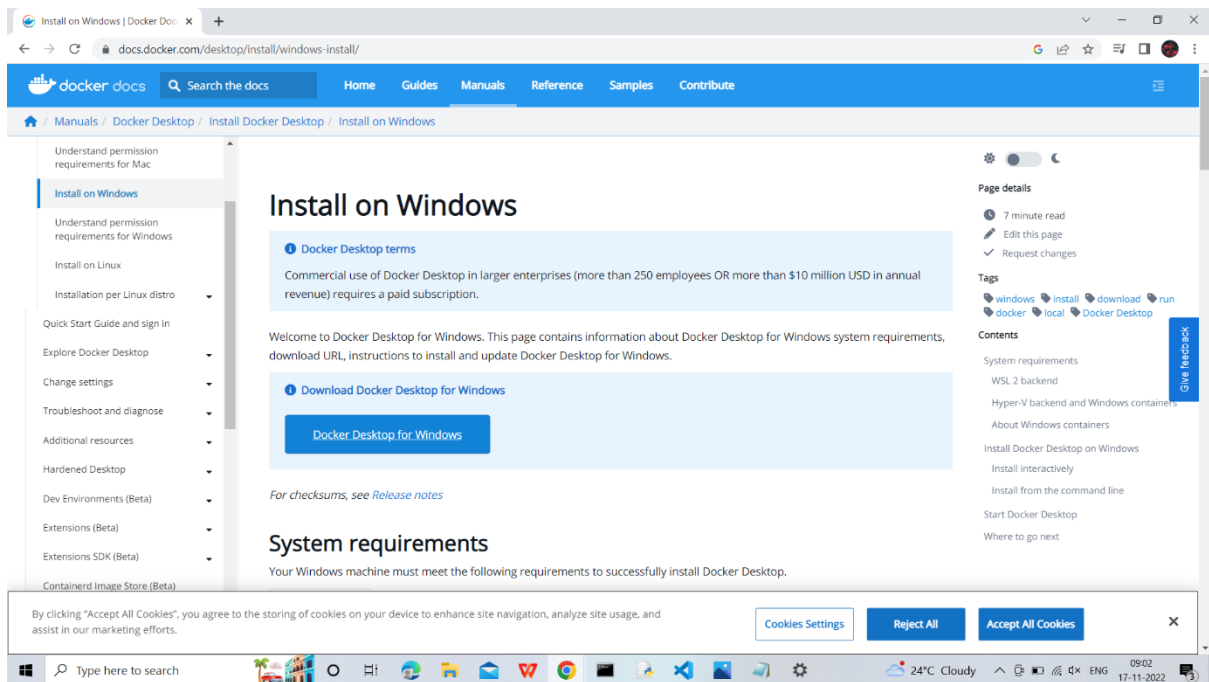 Install on Windows | Docker Doc
docs.docker.com/desktop/install/windows-install/
docker docs
Search the docs
Home Guides Manuals Reference Samples Contribute
/ Manuals / Docker Desktop / Install Docker Desktop / Install on Windows
Understand permission
requirements for Mac
Install on Windows
Understand permission
requirements for Windows
Install on Linux
Installation per Linux distro
Quick Start Guide and sign in
Explore Docker Desktop
Change settings
Troubleshoot and diagnose
Additional resources
Hardened Desktop
Dev Environments (Beta)
Extensions (Beta)
Extensions SDK (Beta)
Containerd Image Store (Beta)
Install on Windows
Docker Desktop terms
Commercial use of Docker Desktop in larger enterprises (more than 250 employees OR more than $10 million USD in annual
revenue) requires a paid subscription.
Welcome to Docker Desktop for Windows. This page contains information about Docker Desktop for Windows system requirements,
download URL, instructions to install and update Docker Desktop for Windows.
Download Docker Desktop for Windows
Docker Desktop for Windows
For checksums, see Release notes
System requirements
Your Windows machine must meet the following requirements to successfully install Docker Desktop.
Page details
7 minute read
Edit this page
Request changes
Tags
windows install download run
docker local Docker Desktop
Contents
System requirements
WSL 2 backend
Hyper-V backend and Windows containers
About Windows containers
Install Docker Desktop on Windows
Install interactively
Install from the command line
Start Docker Desktop
Where to go next
Give feedback
By clicking “Accept All Cookies”, you agree to the storing of cookies on your device to enhance site navigation, analyze site usage, and
assist in our marketing efforts.
Cookies Settings
Reject All
Accept All Cookies
Type here to search
24°C Cloudy
ENG
09:02
17-11-2022